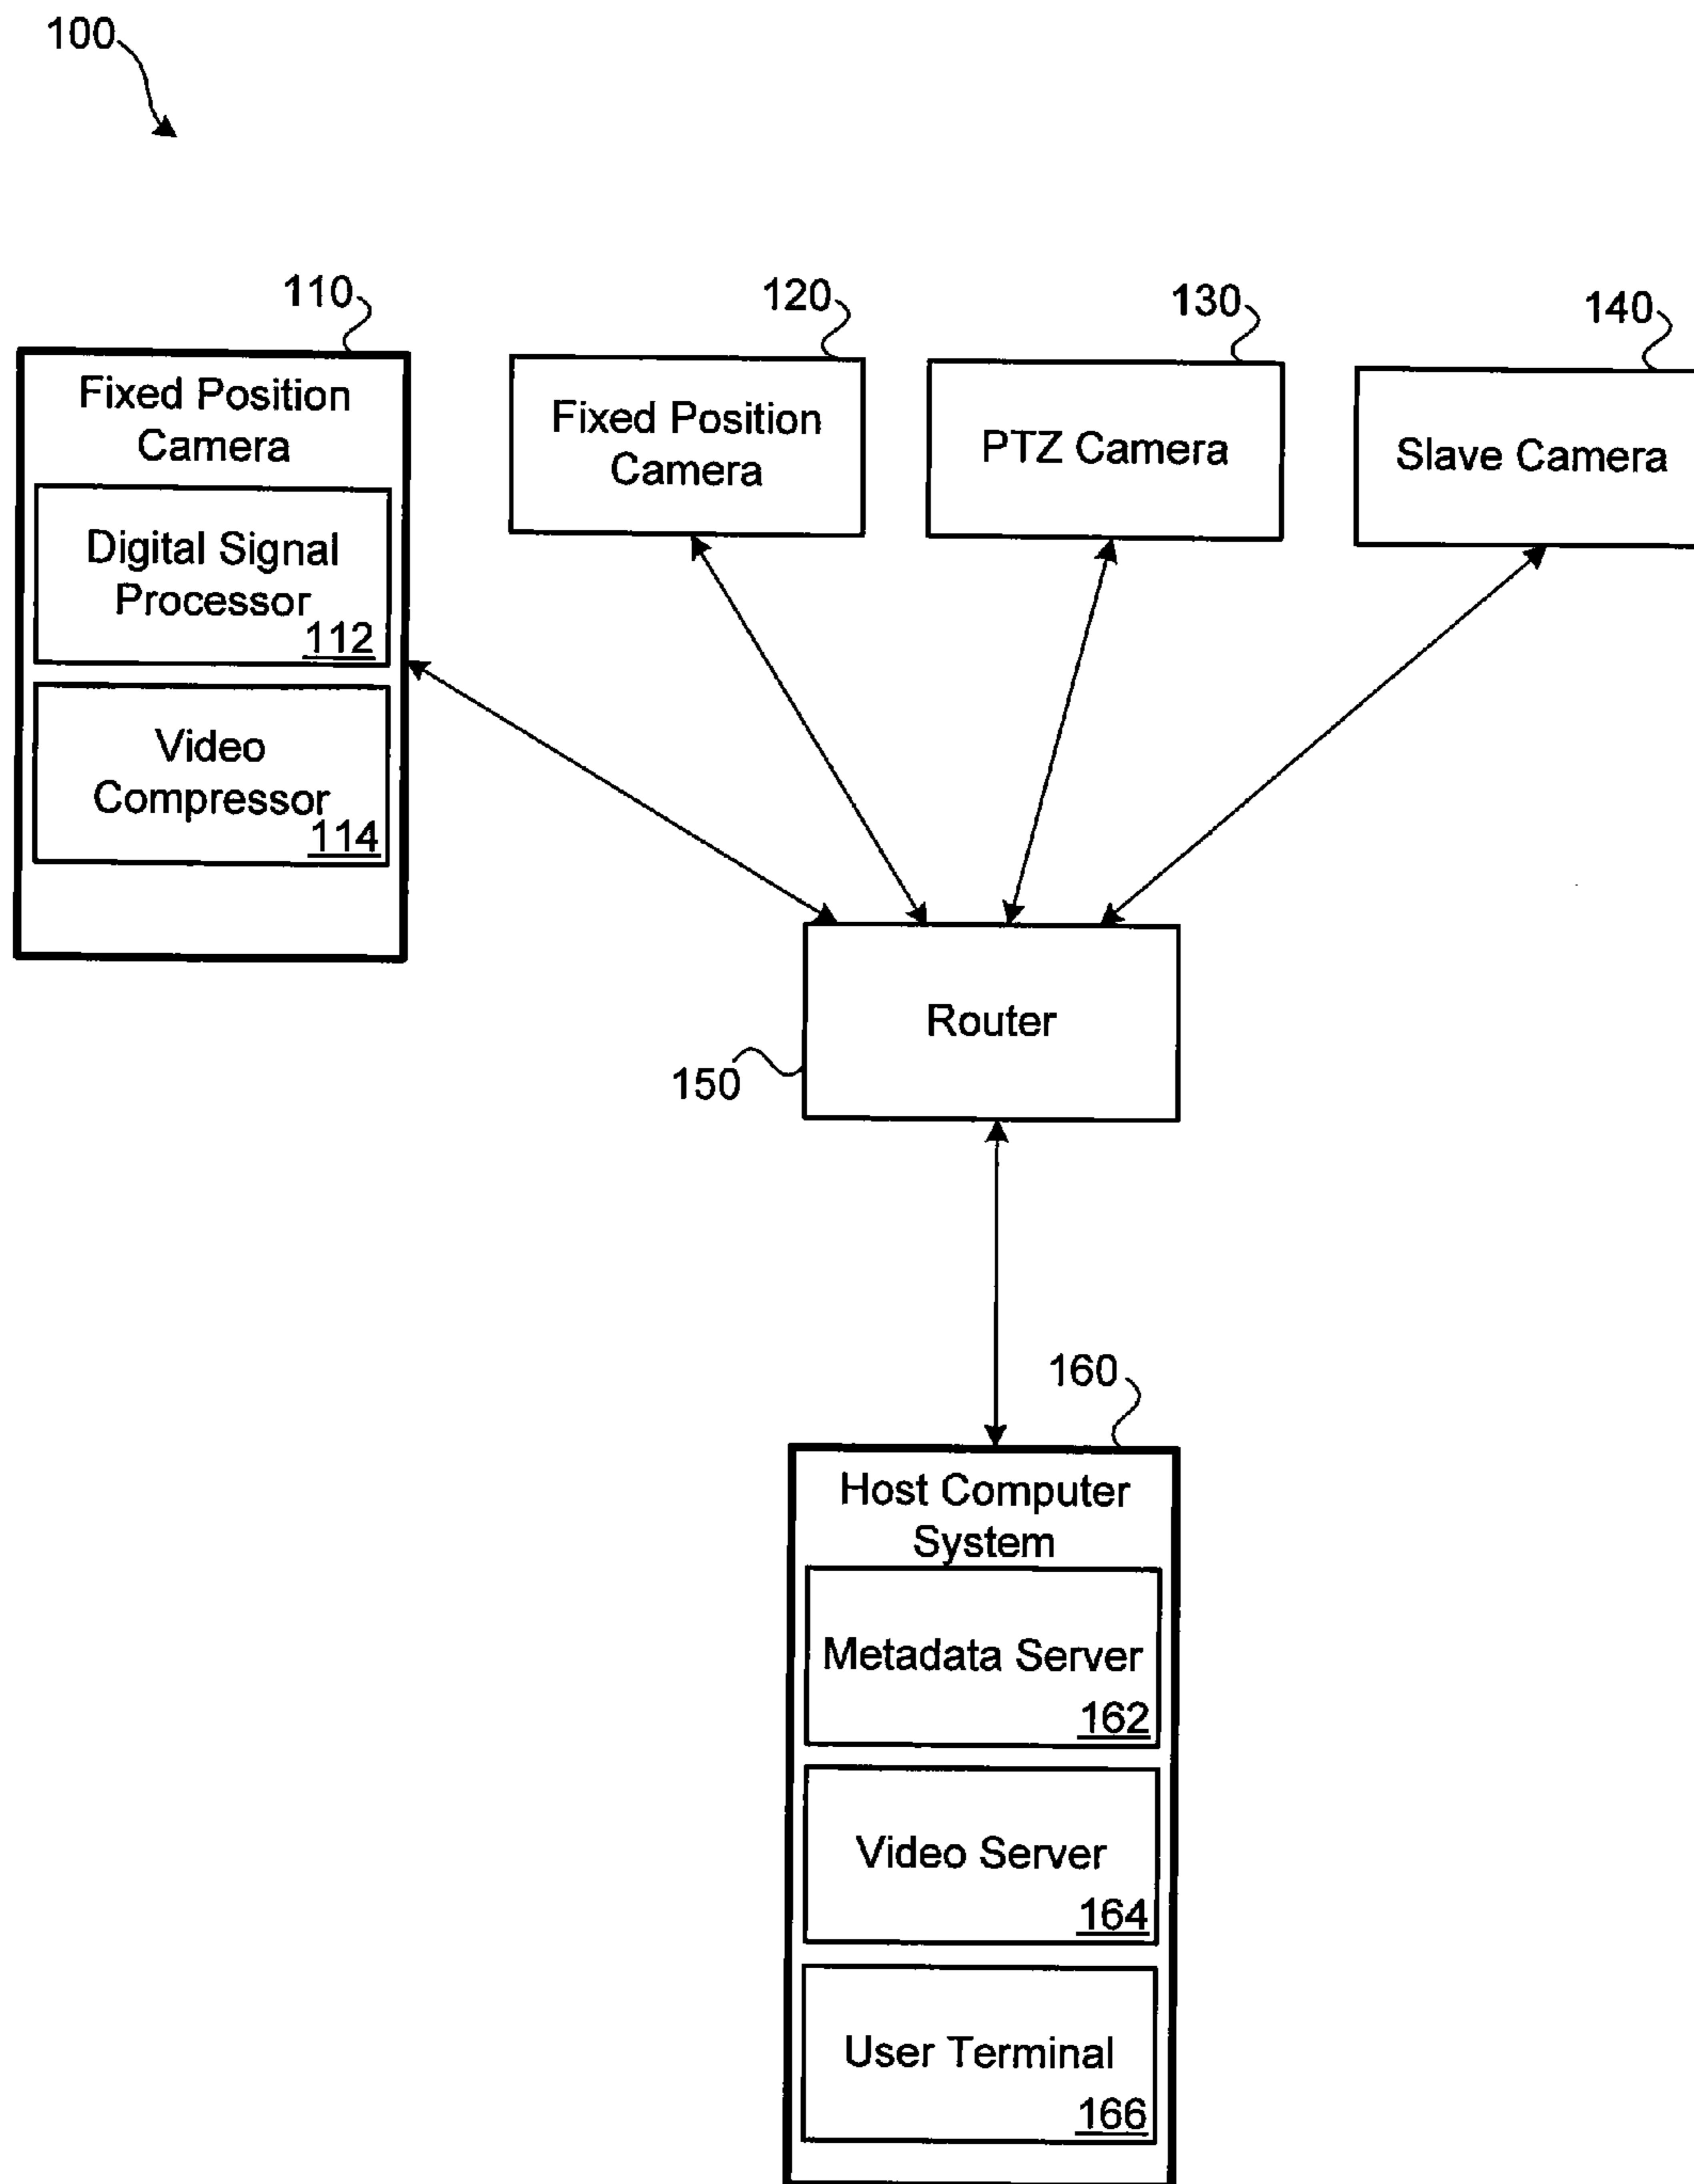 100
110
120
130
140
Fixed Position
Camera
Digital Signal
Processor
112
Video
Compressor
114
Fixed Position
Camera
PTZ Camera
Slave Camera
Router
150
160
Host Computer
System
Metadata Server
162
Video Server
164
User Terminal
166